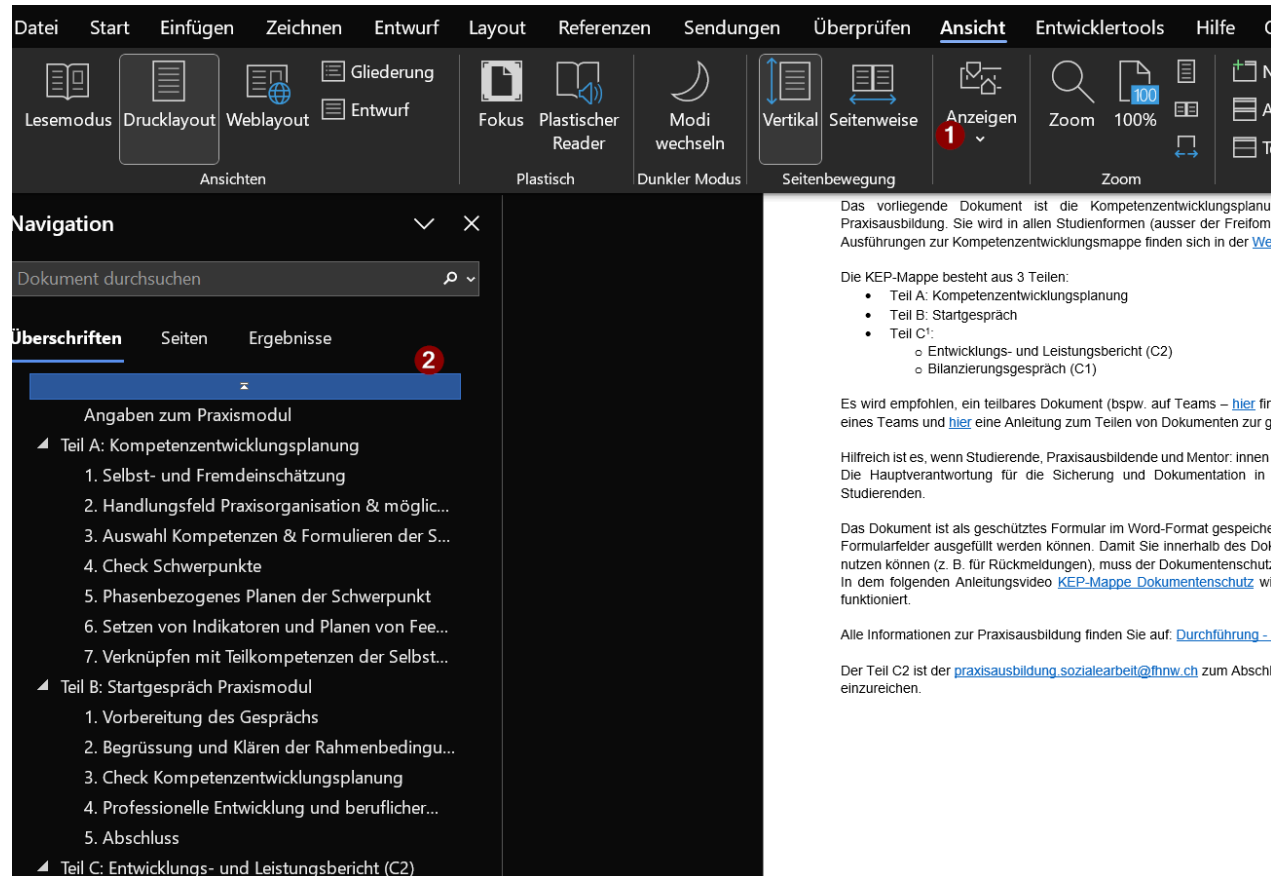 Datei Start Einfügen Zeichnen Entwurf Layout Referenzen Sendungen Überprüfen Ansicht Entwicklertools Hilfe
Lesemodus Drucklayout Weblayout Gliederung Entwurf
Fokus Plastischer Reader
Modi wechseln
Vertikal Seitenweise
Anzeigen
1
Zoom 100%
100
Ansichten Plastisch Dunkler Modus Seitenbewegung Zoom
Navigation
Dokument durchsuchen
Überschriften Seiten Ergebnisse
2
Angaben zum Praxismodul
Teil A: Kompetenzentwicklungsplanung
1. Selbst- und Fremdeinschätzung
2. Handlungsfeld Praxisorganisation & möglic...
3. Auswahl Kompetenzen & Formulieren der S...
4. Check Schwerpunkte
5. Phasenbezogenes Planen der Schwerpunkt
6. Setzen von Indikatoren und Planen von Fee...
7. Verknüpfen mit Teilkompetenzen der Selbst...
Teil B: Startgespräch Praxismodul
1. Vorbereitung des Gesprächs
2. Begrüssung und Klären der Rahmenbedingu...
3. Check Kompetenzentwicklungsplanung
4. Professionelle Entwicklung und beruflicher...
5. Abschluss
Teil C: Entwicklungs- und Leistungsbericht (C2)
Das vorliegende Dokument ist die Kompetenzentwicklungsplanu
Praxisausbildung. Sie wird in allen Studienformen (ausser der Freifom
Ausführungen zur Kompetenzentwicklungsmappe finden sich in der We
Die KEP-Mappe besteht aus 3 Teilen:
• Teil A: Kompetenzentwicklungsplanung
• Teil B: Startgespräch
• Teil C¹:
o Entwicklungs- und Leistungsbericht (C2)
o Bilanzierungsgespräch (C1)
Es wird empfohlen, ein teilbares Dokument (bspw. auf Teams – hier fin
eines Teams und hier eine Anleitung zum Teilen von Dokumenten zur g
Hilfreich ist es, wenn Studierende, Praxisausbildende und Mentor: innen
Die Hauptverantwortung für die Sicherung und Dokumentation in
Studierenden.
Das Dokument ist als geschütztes Formular im Word-Format gespeiche
Formularfelder ausgefüllt werden können. Damit Sie innerhalb des Dok
nutzen können (z. B. für Rückmeldungen), muss der Dokumentenschutz
In dem folgenden Anleitungsvideo KEP-Mappe Dokumentenschutz wi
funktioniert.
Alle Informationen zur Praxisausbildung finden Sie auf: Durchführung -
Der Teil C2 ist der praxisausbildung.sozialearbeit@fhnw.ch zum Abschl
einzureichen.